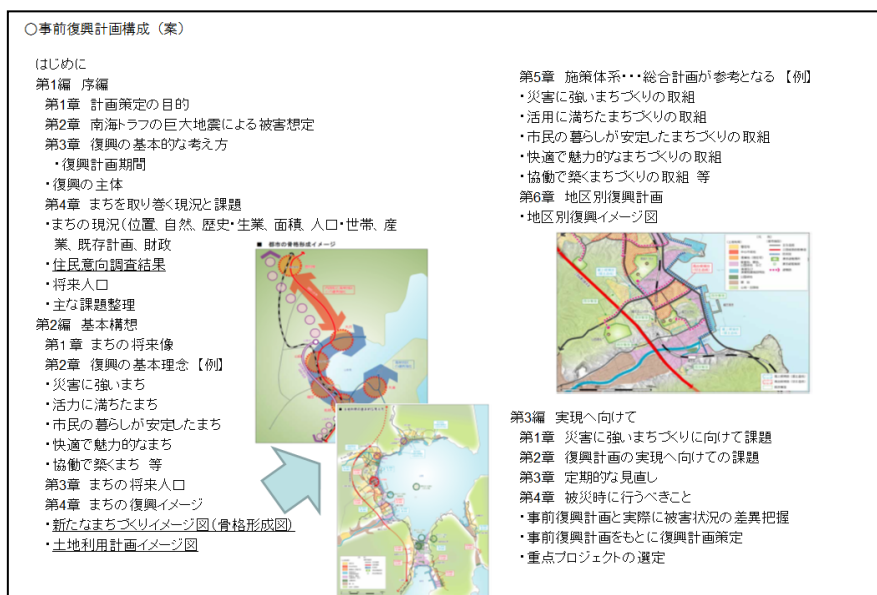 ○事前復興計画構成（案）
はじめに
第1編 序編
第1章 計画策定の目的
第2章 南海トラフの巨大地震による被害想定
第3章 復興の基本的な考え方
・復興計画期間
・復興の主体
第4章 まちを取り巻く現況と課題
・まちの現況（位置、自然、歴史・生業、面積、人口・世帯、産
業、既存計画、財政
・住民意向調査結果
・将来人口
・主な課題整理
第2編 基本構想
第1章 まちの将来像
第2章 復興の基本理念【例】
・災害に強いまち
・活力に満ちたまち
・市民の暮らしが安定したまち
・快適で魅力的なまち
・協働で築くまち 等
第3章 まちの将来人口
第4章 まちの復興イメージ
・新たなまちづくりイメージ図（骨格形成図）
・土地利用計画イメージ図
■ 都市の骨格形成イメージ
第5章 施策体系・・・総合計画が参考となる【例】
・災害に強いまちづくりの取組
・活用に満ちたまちづくりの取組
・市民の暮らしが安定したまちづくりの取組
・快適で魅力的なまちづくりの取組
・協働で築くまちづくりの取組 等
第6章 地区別復興計画
・地区別復興イメージ図
第3編 実現へ向けて
第1章 災害に強いまちづくりに向けて課題
第2章 復興計画の実現へ向けての課題
第3章 定期的な見直し
第4章 被災時に行うべきこと
・事前復興計画と実際に被害状況の差異把握
・事前復興計画をもとに復興計画策定
・重点プロジェクトの選定